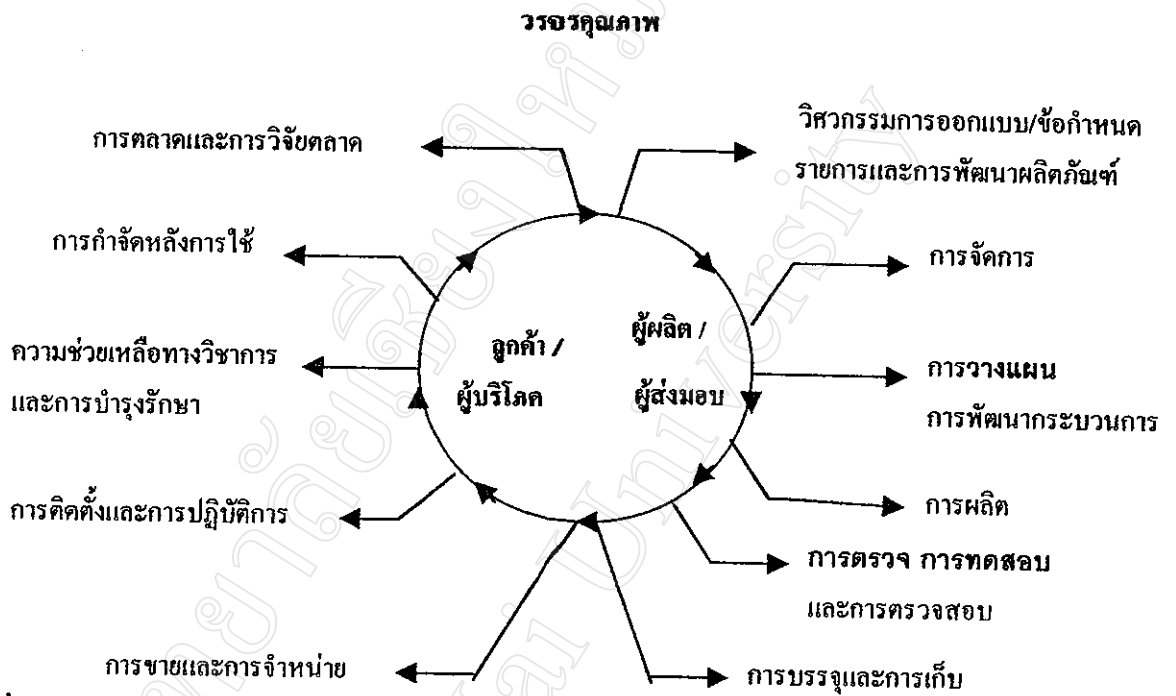 วรจรคุณภาพ
การตลาดและการวิจัยตลาด
วิศวกรรมการออกแบบ/ข้อกำหนด
รายการและการพัฒนาผลิตภัณฑ์
การกำจัดหลังการใช้
การจัดการ
ลูกค้า /
ผู้บริโภค
ผู้ผลิต /
ผู้ส่งมอบ
ความช่วยเหลือทางวิชาการ
และการบำรุงรักษา
การวางแผน
การพัฒนากระบวนการ
การติดตั้งและการปฏิบัติการ
การผลิต
การตรวจ การทดสอบ
และการตรวจสอบ
การขายและการจำหน่าย
การบรรจุและการเก็บ
University